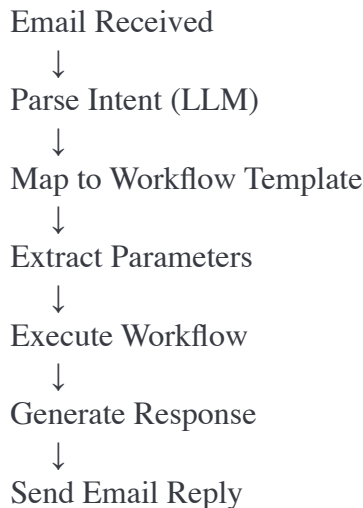 Email Received
↓
Parse Intent (LLM)
↓
Map to Workflow Template
↓
Extract Parameters
↓
Execute Workflow
↓
Generate Response
↓
Send Email Reply